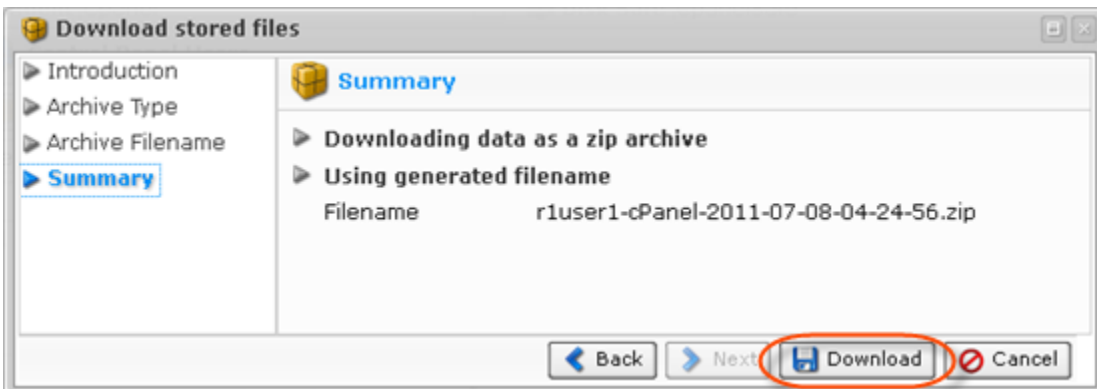 Download stored files
Introduction
Archive Type
Archive Filename
Summary
Summary
Downloading data as a zip archive
Using generated filename
Filename r1user1-cPanel-2011-07-08-04-24-56.zip
Back Next Download Cancel